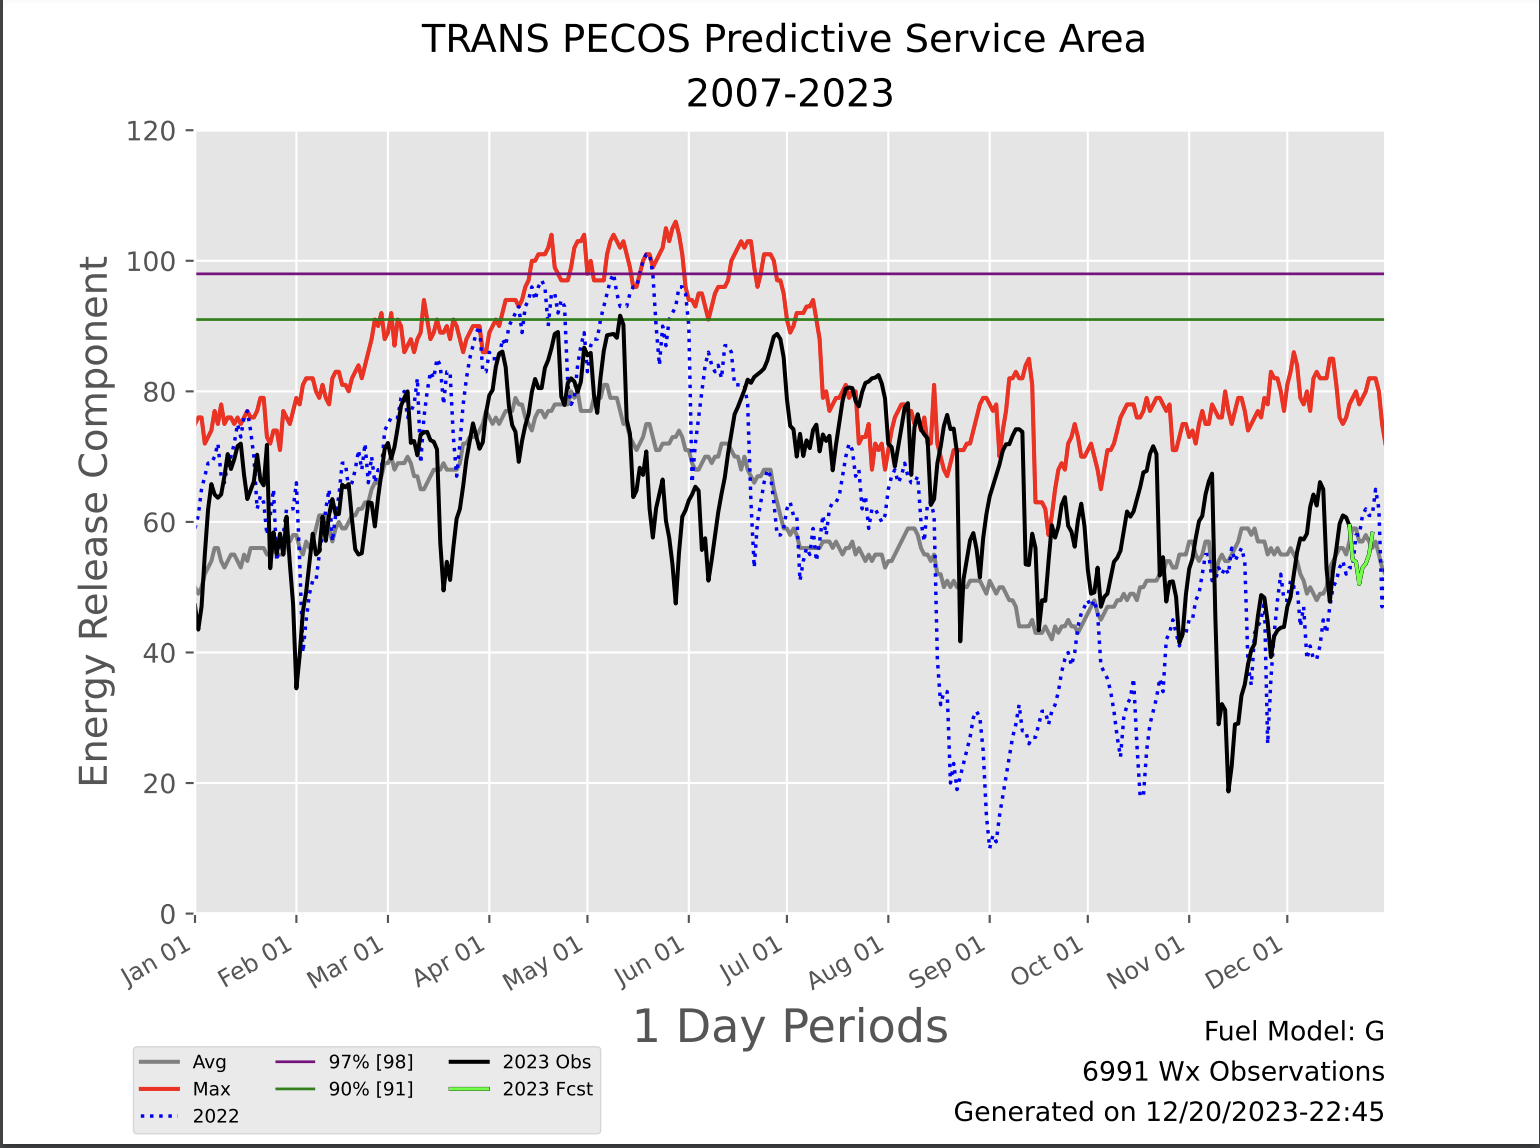 TRANS PECOS Predictive Service Area
2007-2023
Energy Release Component
120
100
80
60
40
20
0
Jan 01
Feb 01
Mar 01
Apr 01
May 01
Jun 01
Jul 01
Aug 01
Sep 01
Oct 01
Nov 01
Dec 01
1 Day Periods
Avg
Max
2022
97% [98]
90% [91]
2023 Obs
2023 Fcst
Fuel Model: G
6991 Wx Observations
Generated on 12/20/2023-22:45